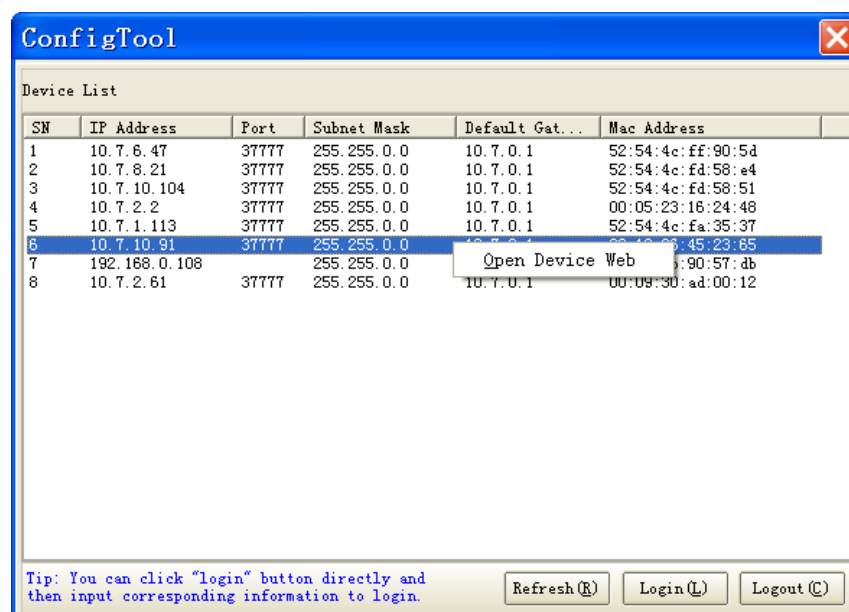 ConfigTool
Device List
SN IP Address Port Subnet Mask Default Gat... Mac Address
1 10.7.6.47 37777 255.255.0.0 10.7.0.1 52:54:4c:ff:90:5d
2 10.7.8.21 37777 255.255.0.0 10.7.0.1 52:54:4c:fd:58:e4
3 10.7.10.104 37777 255.255.0.0 10.7.0.1 52:54:4c:fd:58:51
4 10.7.2.2 37777 255.255.0.0 10.7.0.1 00:05:23:16:24:48
5 10.7.1.113 37777 255.255.0.0 10.7.0.1 52:54:4c:fa:35:37
6 10.7.10.91 37777 255.255.0.0 :45:23:65
Open Device Web
7 192.168.0.108 255.255.0.0 :90:57:db
8 10.7.2.61 37777 255.255.0.0 10.7.0.1 00:09:30:ad:00:12
Tip: You can click "login" button directly and
then input corresponding information to login.
Refresh(R) Login(L) Logout(C)